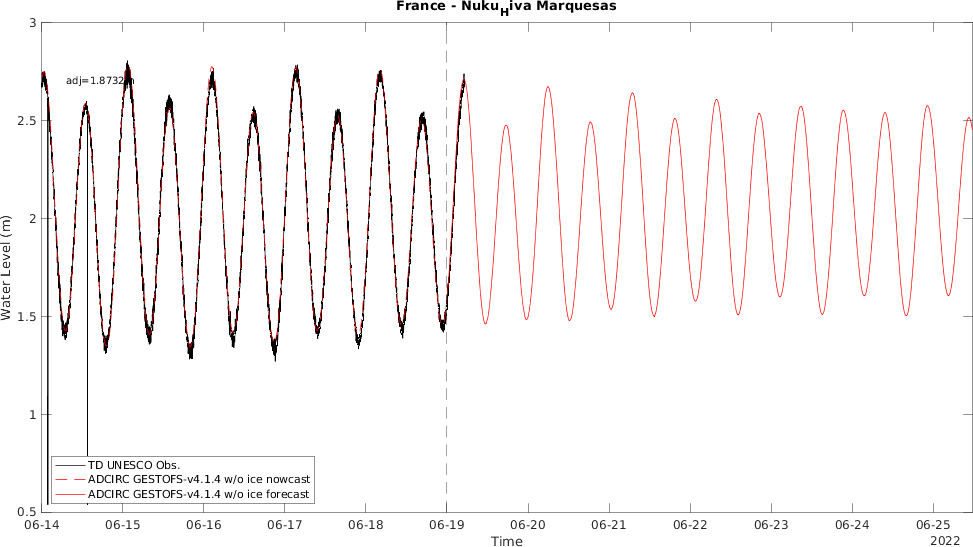 France - Nuku_Hiva Marquesas
3
adj=1.8732m
2.5
2
Water Level (m)
1.5
1
TD UNESCO Obs.
ADCIRC GESTOFS-v4.1.4 w/o ice nowcast
ADCIRC GESTOFS-v4.1.4 w/o ice forecast
0.5
06-14 06-15 06-16 06-17 06-18 06-19 06-20 06-21 06-22 06-23 06-24 06-25
Time
2022